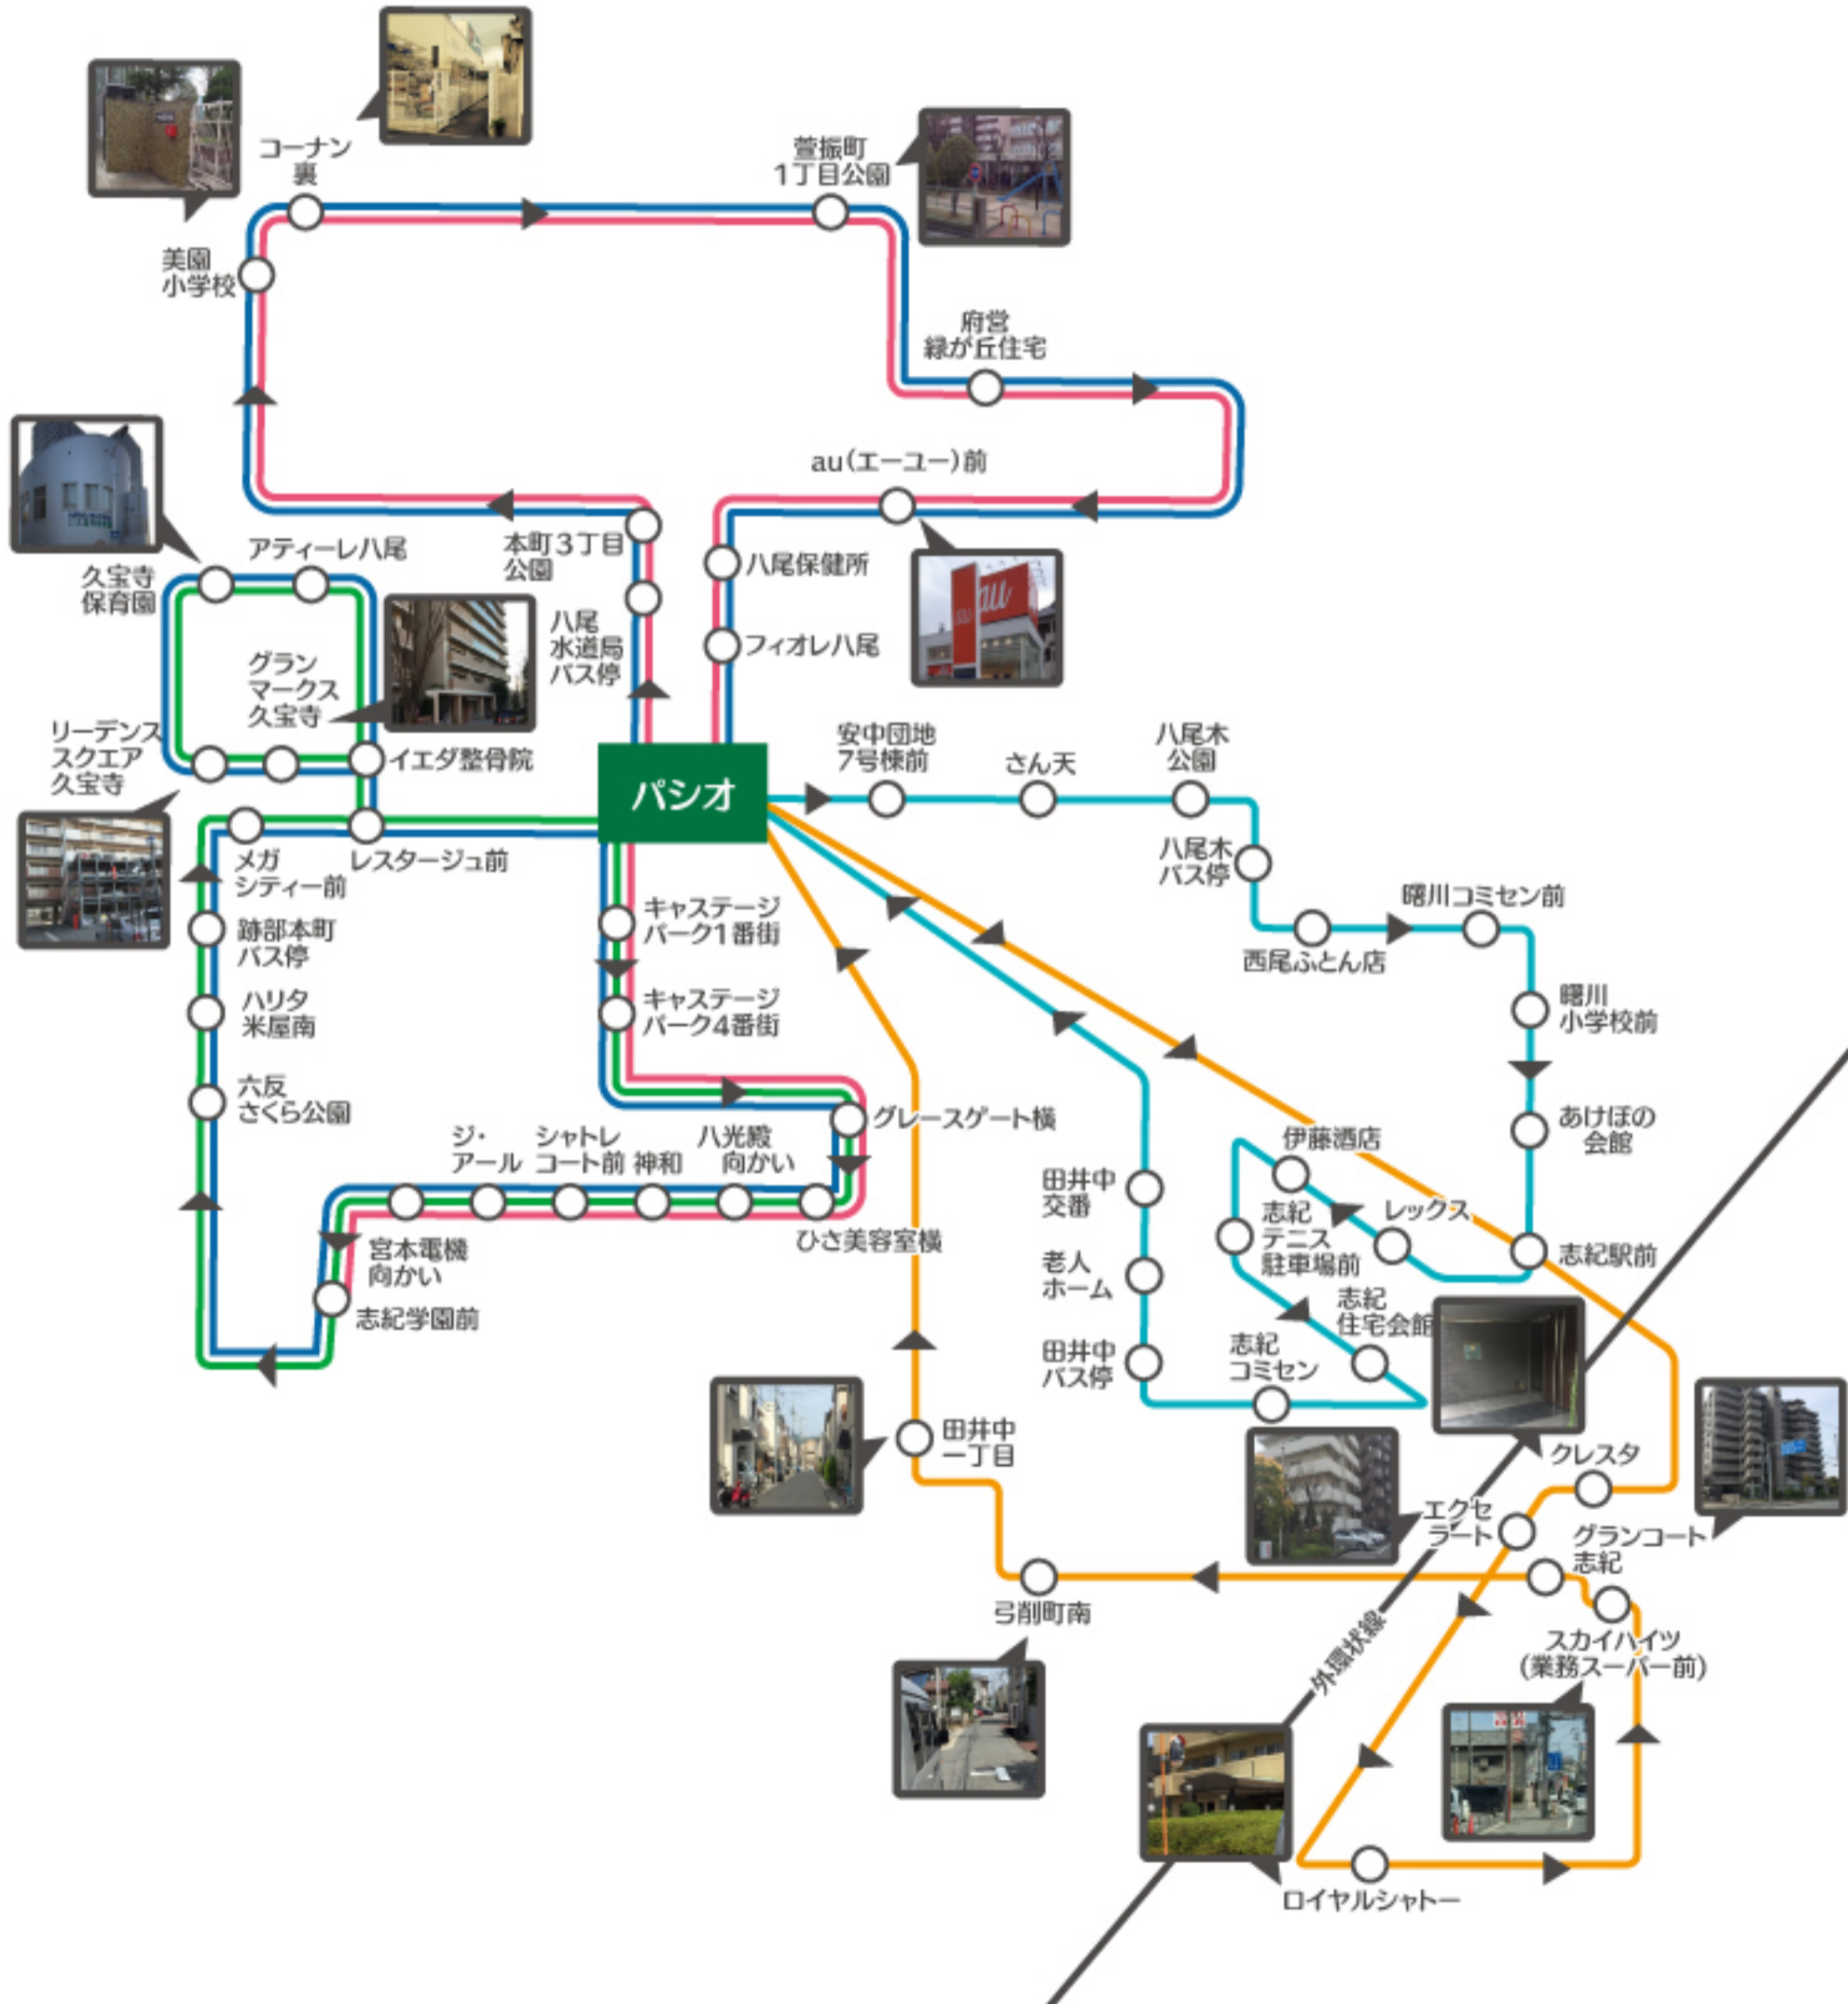 コーナン
裏
萱振町
1丁目公園
美園
小学校
府営
緑が丘住宅
au(エーユー)前
au
本町3丁目
公園
八尾保健所
アティーレ八尾
久宝寺
保育園
八尾
水道局
バス停
フィオレ八尾
グラン
マークス
久宝寺
リーデンス
スクエア
久宝寺
イエダ整骨院
パシオ
安中団地
7号棟前
さん天
八尾木
公園
八尾木
バス停
メガ
シティー前
レスタージュ前
曙川コミセン前
西尾ふとん店
跡部本町
バス停
キャステージ
パーク1番街
ハリタ
米屋南
キャステージ
パーク4番街
曙川
小学校前
六反
さくら公園
グレースゲート横
あけぼの
会館
ジ・
アール
シャトレ
コート前
神和
八光殿
向かい
ひさ美容室横
宮本電機
向かい
志紀学園前
伊藤酒店
田井中
交番
志紀
テニス
駐車場前
レックス
志紀駅前
老人
ホーム
志紀
住宅会館
田井中
バス停
志紀
コミセン
田井中
一丁目
クレスタ
エクセ
ラート
グランコート
志紀
弓削町南
スカイハイツ
(業務スーパー前)
外環状線
ロイヤルシャトー